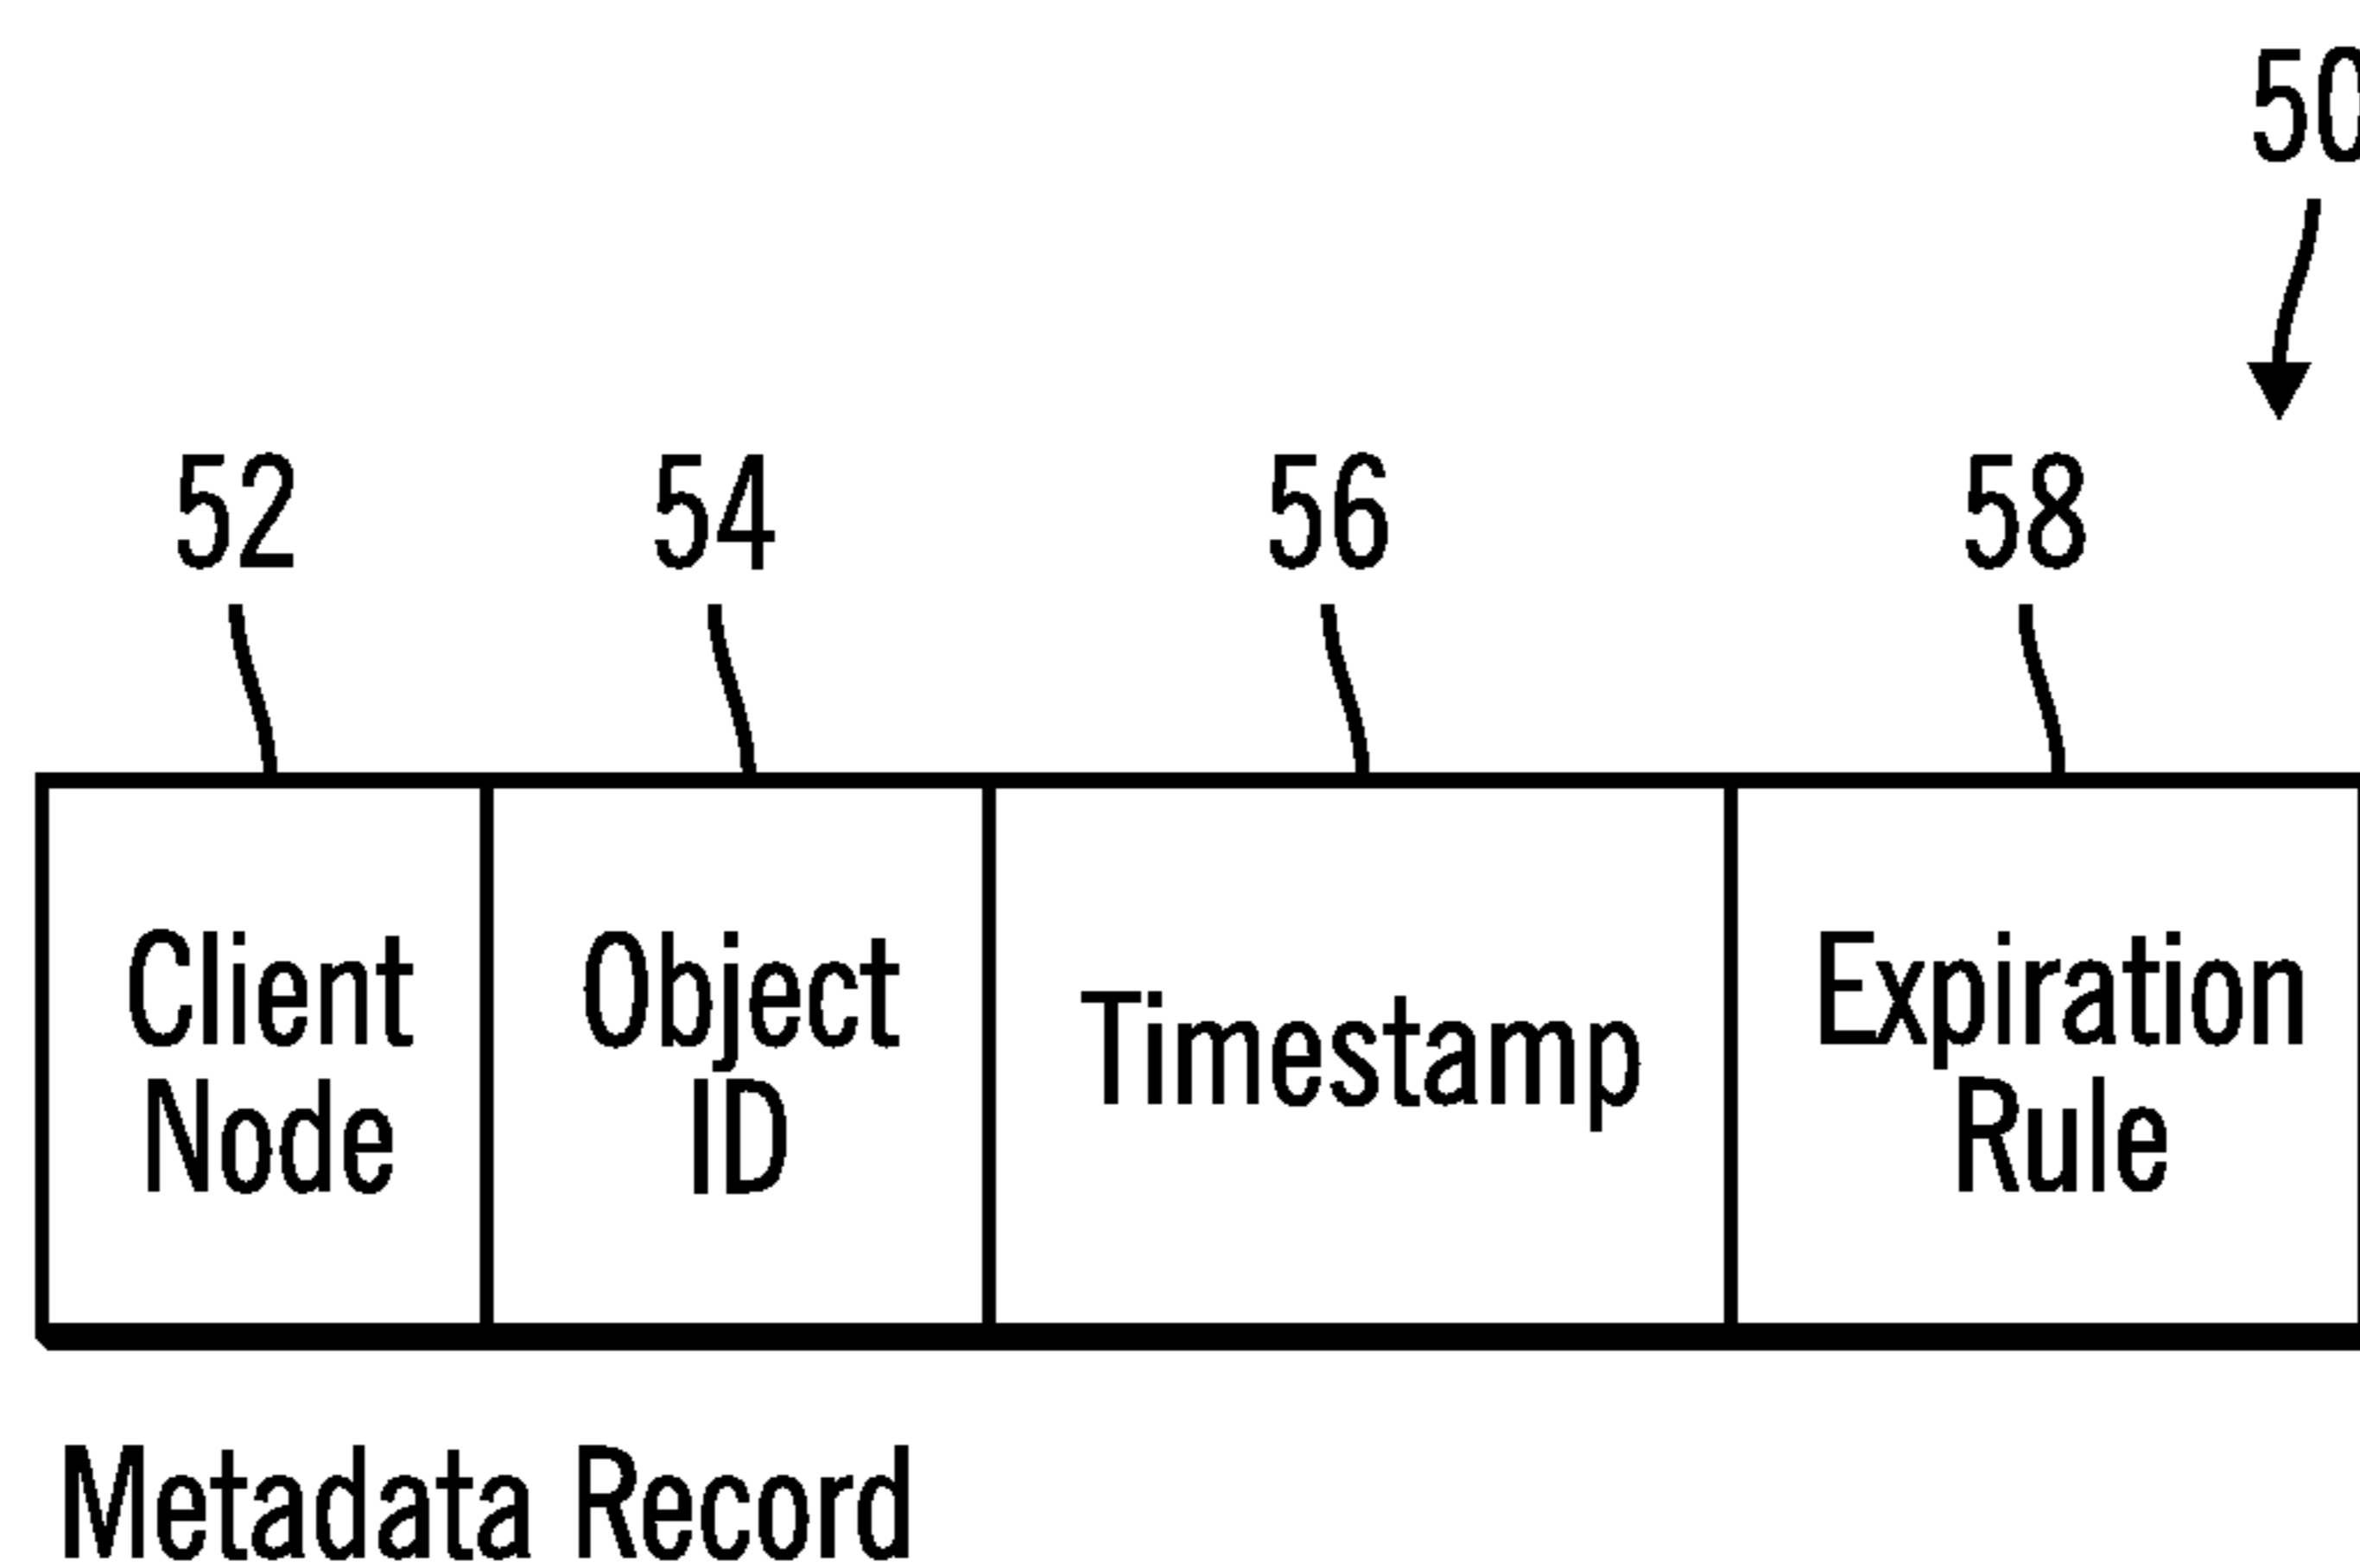 50
52 54 56 58
Client Object Timestamp Expiration
Node ID Rule
Metadata Record